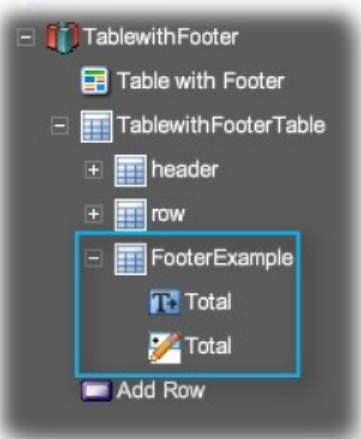 TablewithFooter
Table with Footer
TablewithFooterTable
header
row
FooterExample
Total
Total
Add Row